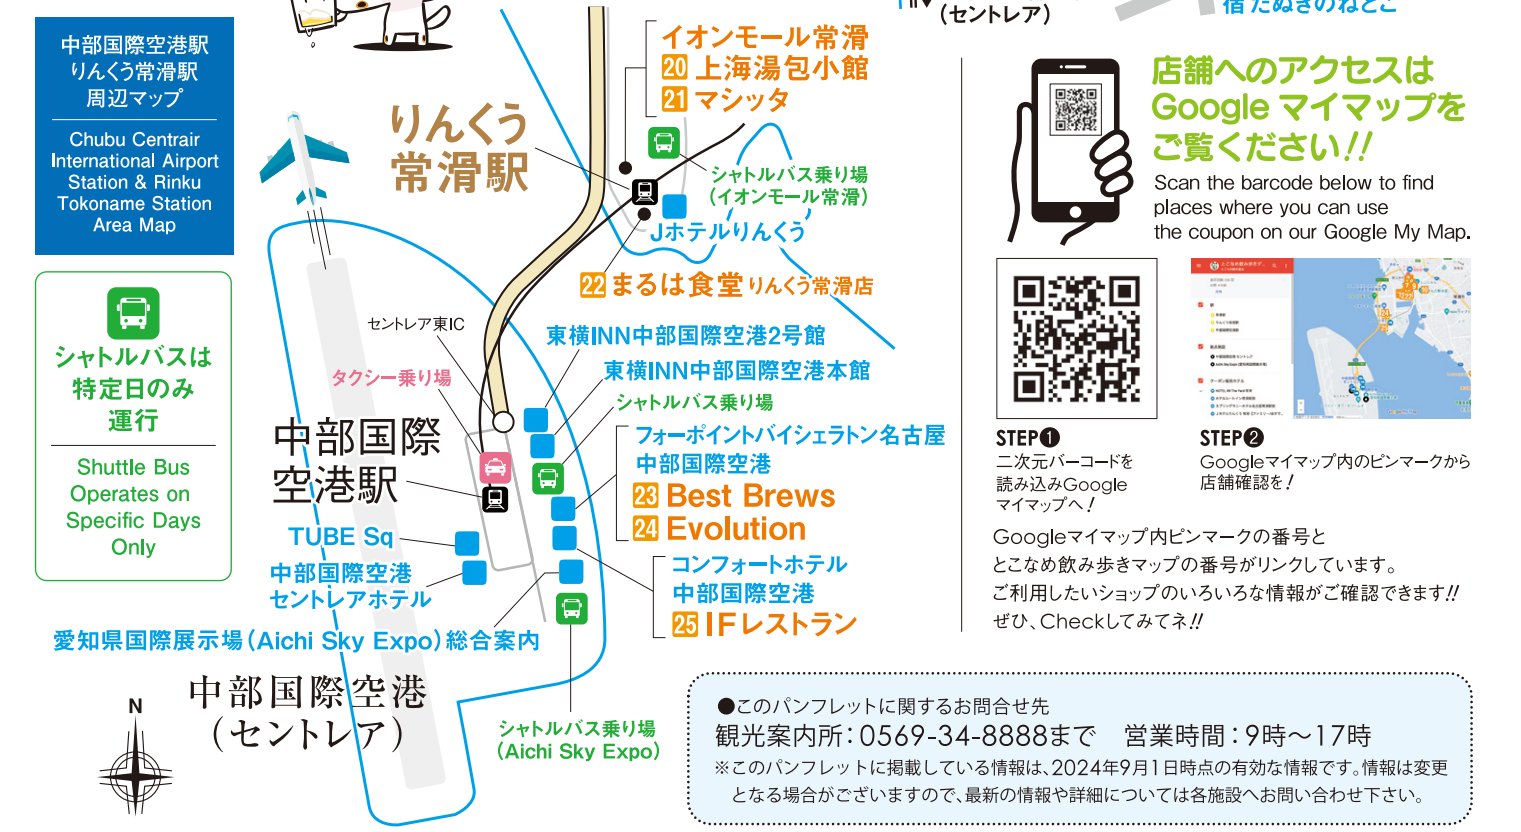 中部国際空港駅
りんくう常滑駅
周辺マップ
Chubu Centrair
International Airport
Station & Rinku
Tokoname Station
Area Map
シャトルバスは
特定日のみ
運行
Shuttle Bus
Operates on
Specific Days
Only
(セントレア)
宿 たぬきのねどこ
イオンモール常滑
20 上海湯包小館
21 マシッタ
りんくう
常滑駅
シャトルバス乗り場
(イオンモール常滑)
Jホテルりんくう
22 まるは食堂 りんくう常滑店
セントレア東IC
東横INN中部国際空港2号館
東横INN中部国際空港本館
タクシー乗り場
シャトルバス乗り場
中部国際
空港駅
フォーポイントバイシェラトン名古屋
中部国際空港
23 Best Brews
24 Evolution
TUBE Sq
中部国際空港
セントレアホテル
コンフォートホテル
中部国際空港
25 IFレストラン
愛知県国際展示場(Aichi Sky Expo)総合案内
中部国際空港
(セントレア)
N
シャトルバス乗り場
(Aichi Sky Expo)
店舗へのアクセスは
Google マイマップを
ご覧ください!!
Scan the barcode below to find
places where you can use
the coupon on our Google My Map.
STEP❶
二次元バーコードを
読み込みGoogle
マイマップへ!
STEP❷
Googleマイマップ内のピンマークから
店舗確認を!
Googleマイマップ内ピンマークの番号と
とこなめ飲み歩きマップの番号がリンクしています。
ご利用したいショップのいろいろな情報がご確認できます!!
ぜひ、Checkしてみてネ!!
●このパンフレットに関するお問合せ先
観光案内所：0569-34-8888まで　営業時間：9時〜17時
※このパンフレットに掲載している情報は、2024年9月1日時点の有効な情報です。情報は変更
となる場合がございますので、最新の情報や詳細については各施設へお問い合わせ下さい。